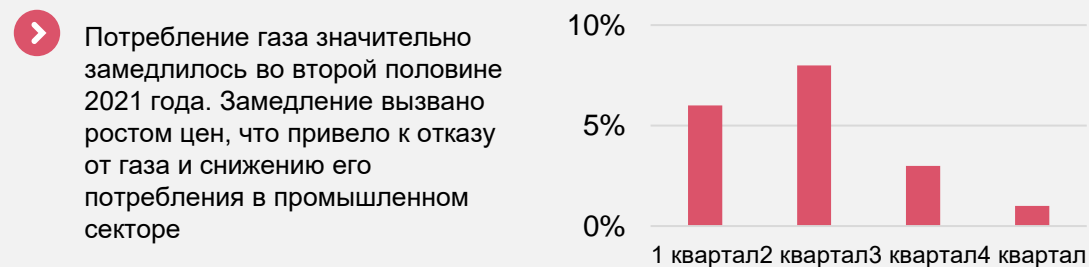 Потребление газа значительно
замедлилось во второй половине
2021 года. Замедление вызвано
ростом цен, что привело к отказу
от газа и снижению его
потребления в промышленном
секторе
10%
5%
0%
1 квартал2 квартал3 квартал4 квартал